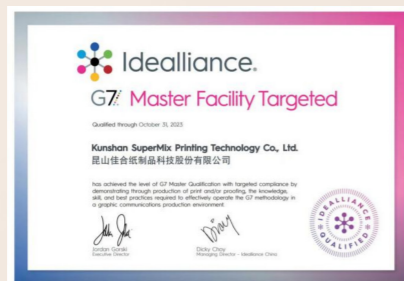 Idealliance.
G7 Master Facility Targeted
Qualified through October 31, 2023
Kunshan SuperMix Printing Technology Co., Ltd.
昆山佳合纸制品科技股份有限公司
has achieved the level of G7 Master Qualification with targeted compliance by
demonstrating through production of print and/or proofing, the knowledge,
skill, and best practices required to effectively operate the G7 methodology in
a graphic communications production environment
Executive Director
Dicky Choy
Managing Director - Idealliance China
IDEALLIANCE
QUALIFIED